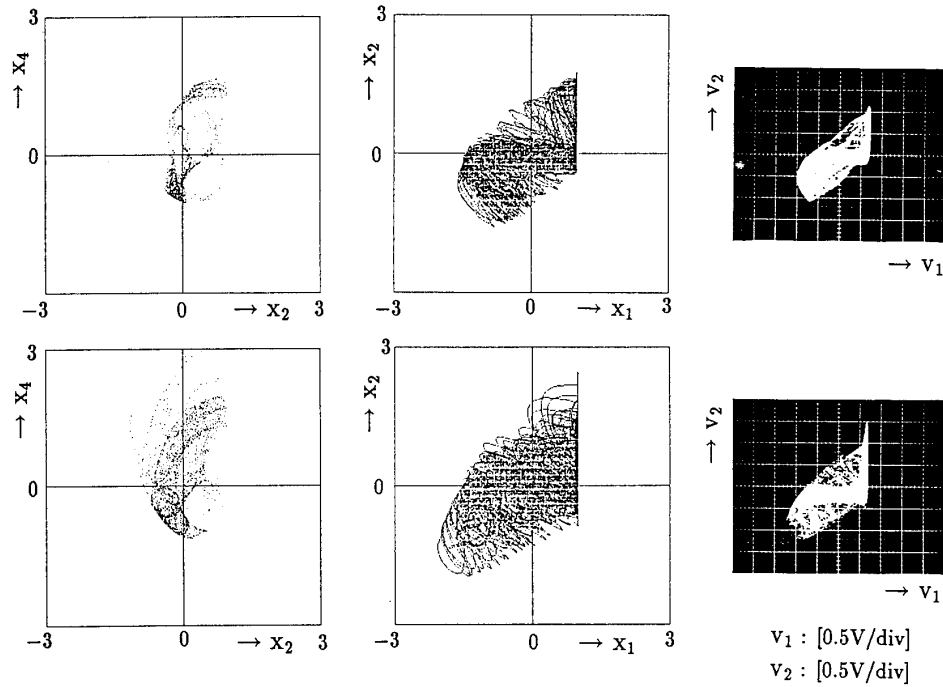 3
→ x₄
0
−3
0
→ x₂
3
3
→ x₂
0
−3
0
→ x₁
3
→ v₂
→ v₁
3
→ x₄
0
−3
0
→ x₂
3
3
→ x₂
0
−3
0
→ x₁
3
→ v₂
→ v₁
v₁ : [0.5V/div]
v₂ : [0.5V/div]